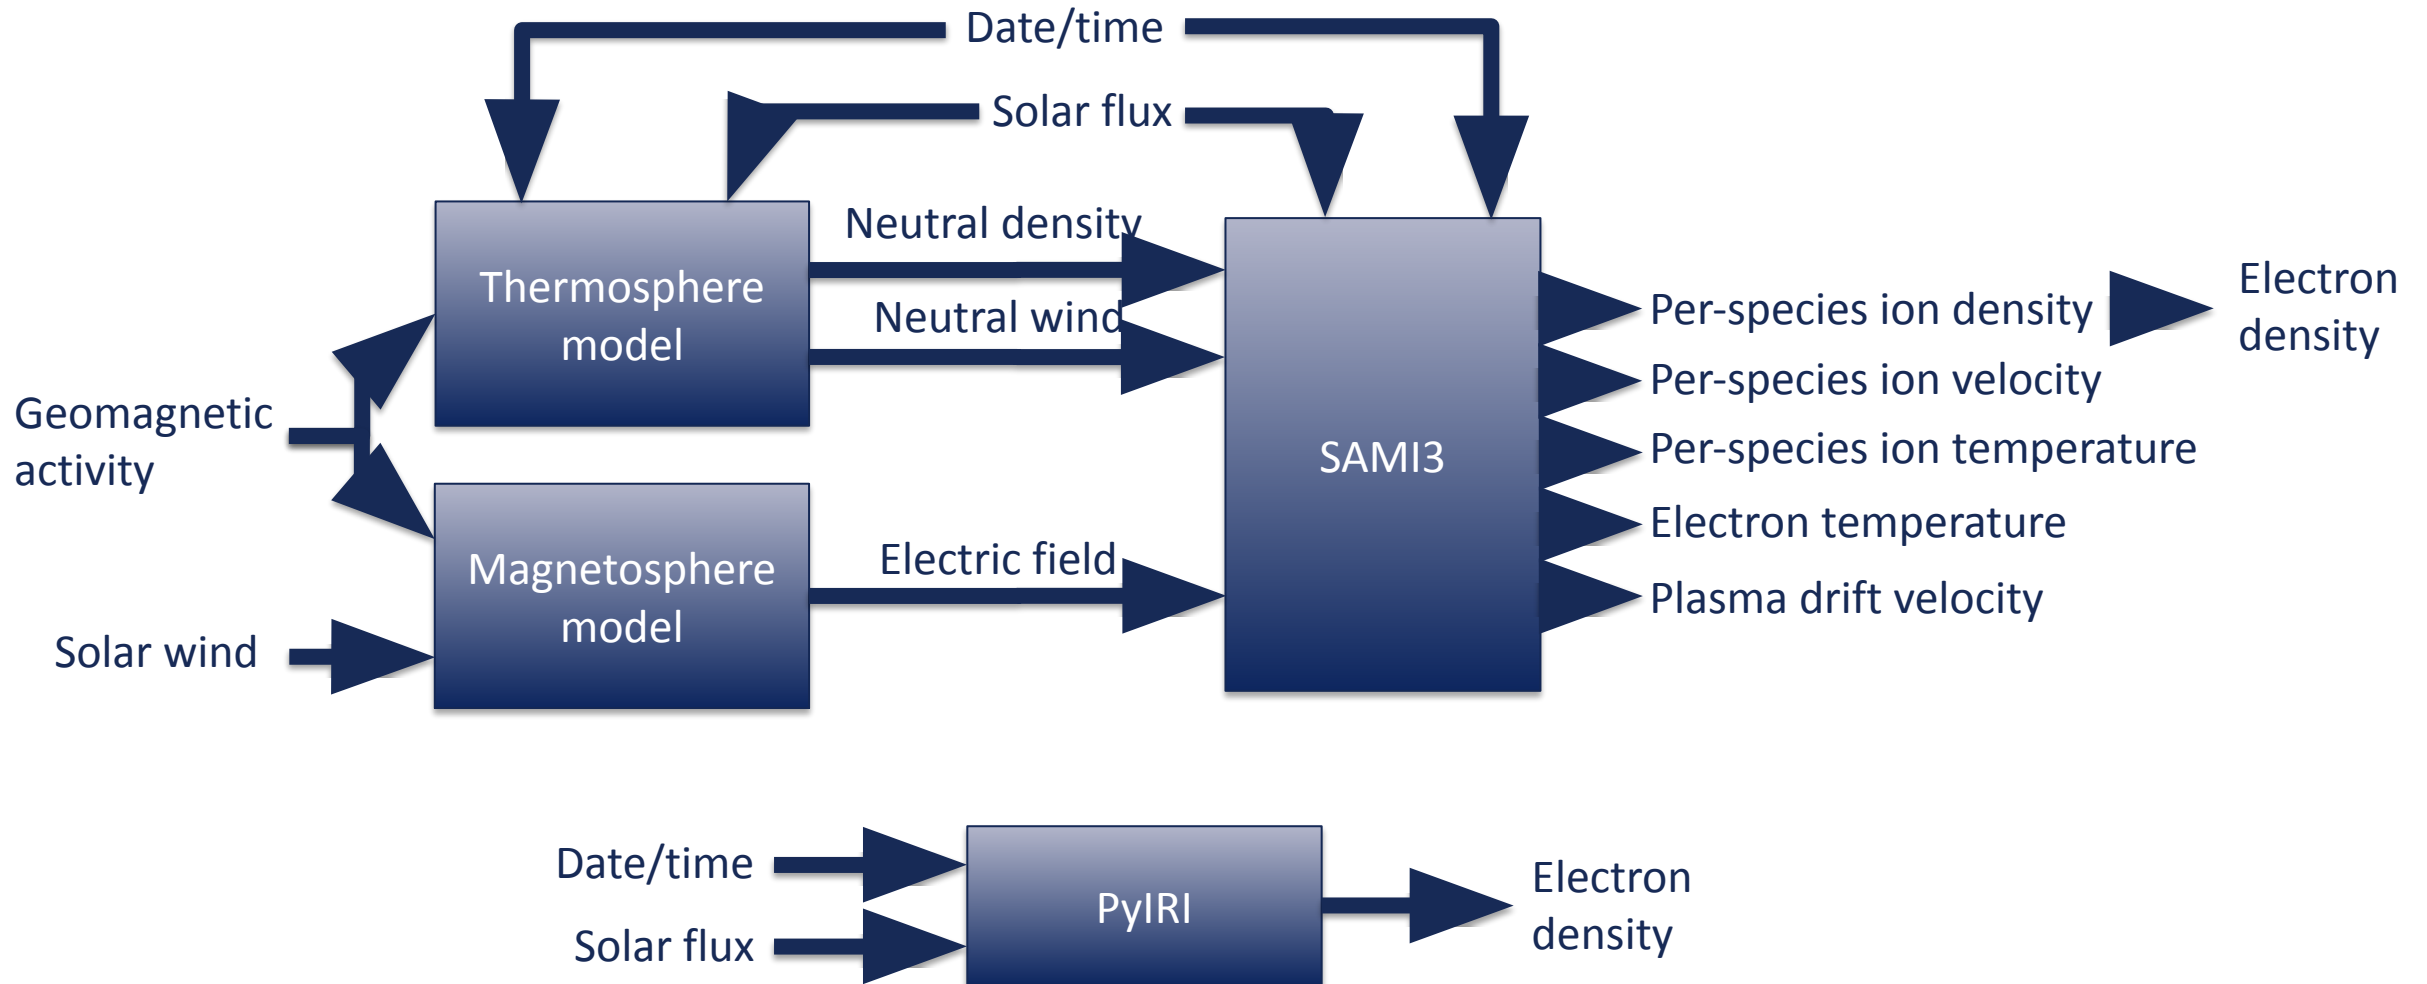 Date/time
Solar flux
Neutral density
Thermosphere
model
Neutral wind
Geomagnetic
activity
Magnetosphere
model
Electric field
Solar wind
SAMI3
Per-species ion density
Electron
density
Per-species ion velocity
Per-species ion temperature
Electron temperature
Plasma drift velocity
Date/time
Solar flux
PyIRI
Electron
density